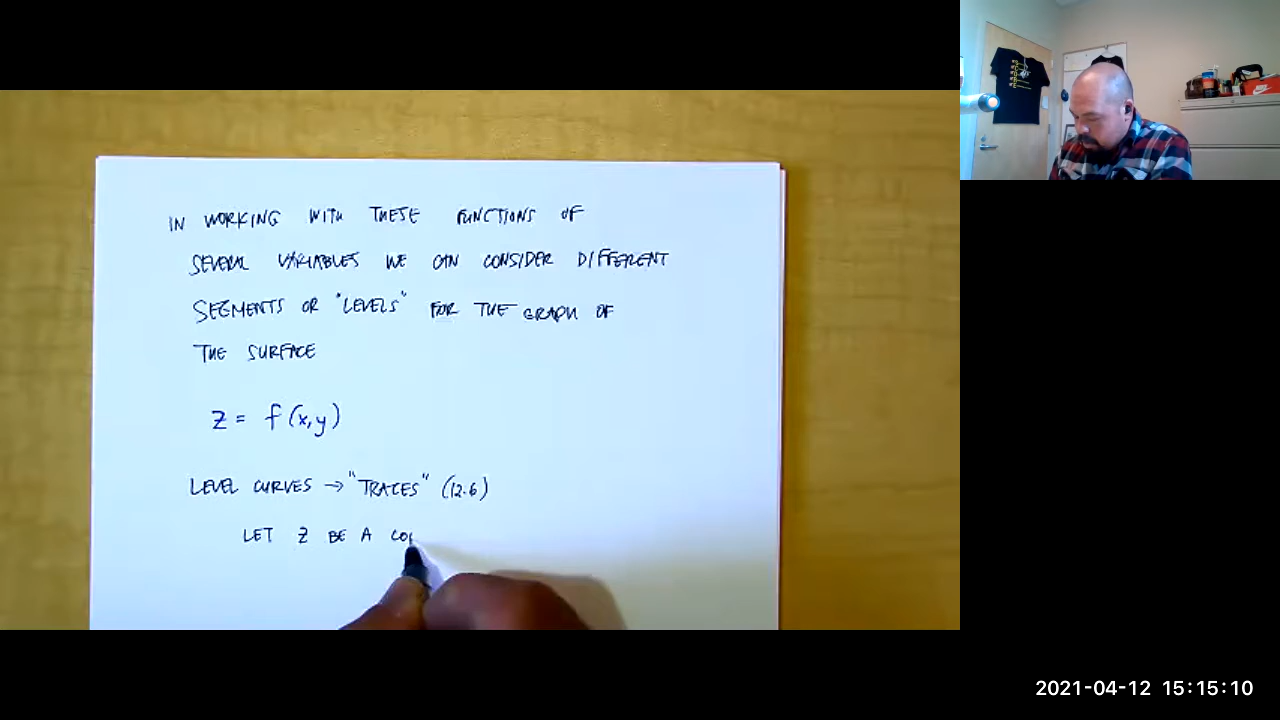 IN WORKING WITH THESE FUNCTIONS OF
SEVERAL VARIABLES WE CAN CONSIDER DIFFERENT
SEGMENTS OR "LEVELS" FOR THE GRAPH OF
THE SURFACE
z = f(x,y)
LEVEL CURVES → "TRACES" (12.6)
LET Z BE A CO
2021-04-12 15:15:10